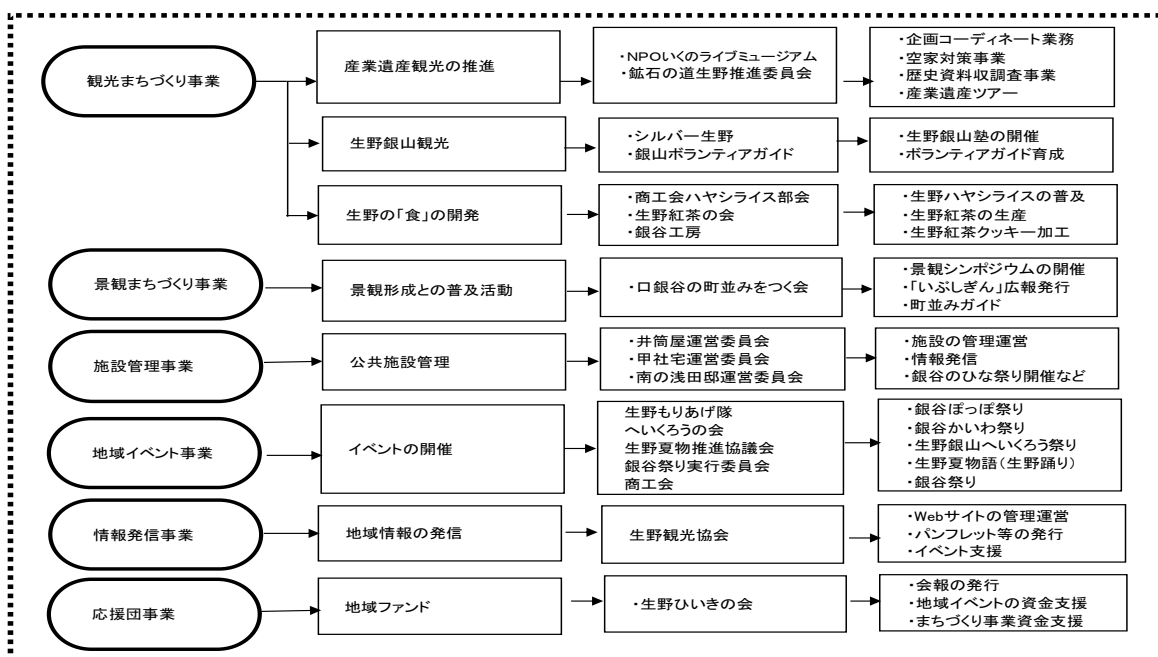 観光まちづくり事業
産業遺産観光の推進
・NPOいくのライブミュージアム
・鉱石の道生野推進委員会
・企画コーディネート業務
・空家対策事業
・歴史資料収調査事業
・産業遺産ツアー
生野銀山観光
・シルバー生野
・銀山ボランティアガイド
・生野銀山塾の開催
・ボランティアガイド育成
生野の「食」の開発
・商工会ハヤシライス部会
・生野紅茶の会
・銀谷工房
・生野ハヤシライスの普及
・生野紅茶の生産
・生野紅茶クッキー加工
景観まちづくり事業
景観形成との普及活動
・口銀谷の町並みをつく会
・景観シンポジウムの開催
・「いぶしぎん」広報発行
・町並みガイド
施設管理事業
公共施設管理
・井筒屋運営委員会
・甲社宅運営委員会
・南の浅田邸運営委員会
・施設の管理運営
・情報発信
・銀谷のひな祭り開催など
地域イベント事業
イベントの開催
生野もりあげ隊
へいくろうの会
生野夏物推進協議会
銀谷祭り実行委員会
商工会
・銀谷ぽっぽ祭り
・銀谷かいわ祭り
・生野銀山へいくろう祭り
・生野夏物語(生野踊り)
・銀谷祭り
情報発信事業
地域情報の発信
生野観光協会
・Webサイトの管理運営
・パンフレット等の発行
・イベント支援
応援団事業
地域ファンド
・生野ひいきの会
・会報の発行
・地域イベントの資金支援
・まちづくり事業資金支援